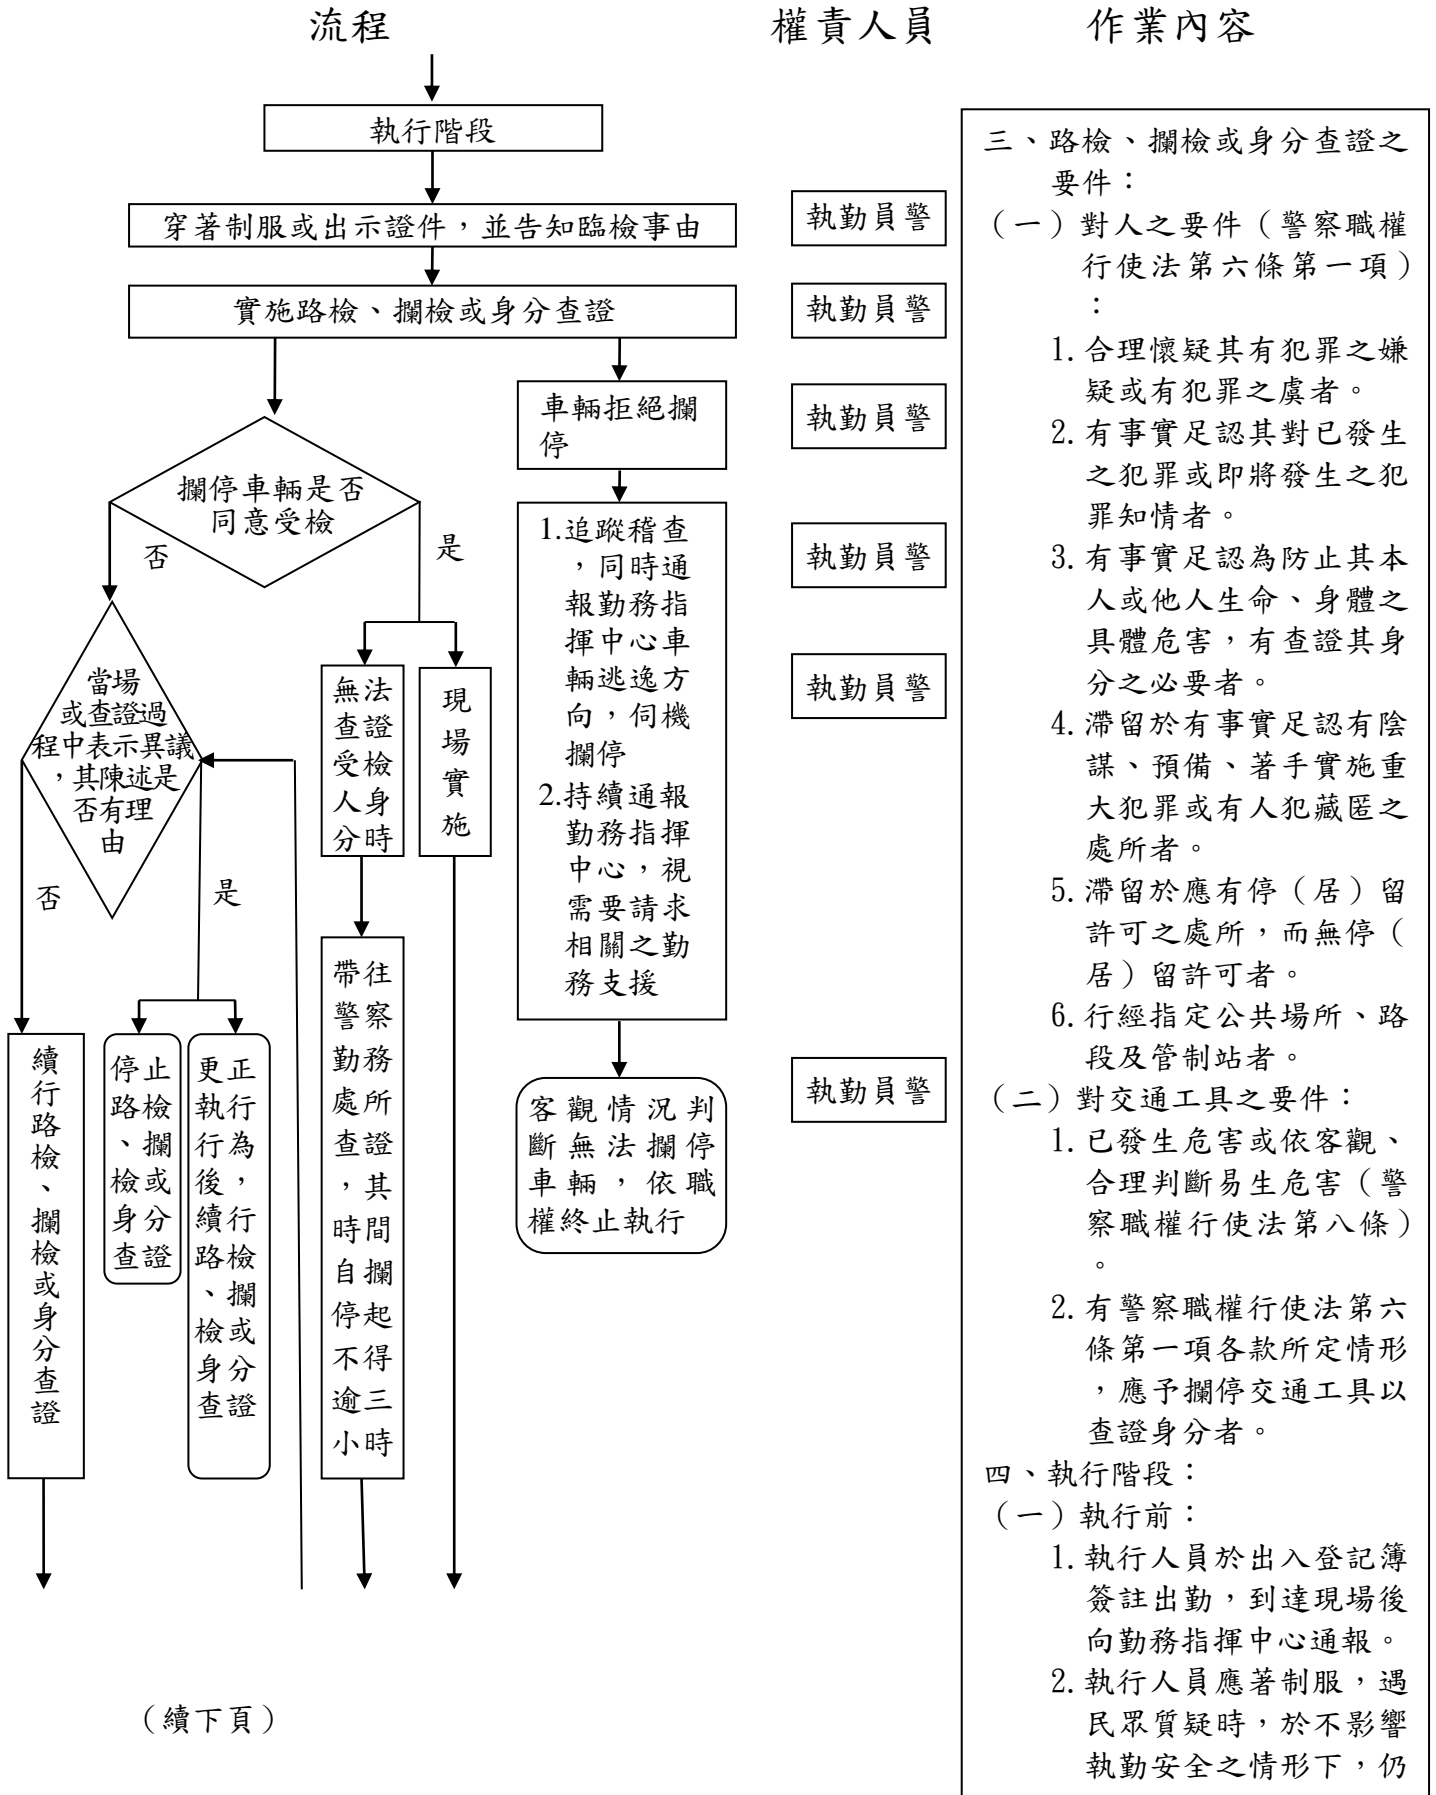 流程
權責人員
作業內容
執行階段
穿著制服或出示證件，並告知臨檢事由
實施路檢、攔檢或身分查證
攔停車輛是否
同意受檢
否
是
當場
或查證過
程中表示異議
，其陳述是
否有理
由
否
是
續行路檢、攔檢或身分查證
停止
路檢
、攔
檢或
身分
查證
更正
執行
行為
後，
續行
路檢
、攔
檢或
身分
查證
無法
查證
受檢
人身
分時
現場實施
帶往
警察
勤務
處所
查證
，其
時間
自攔
停起
不得
逾三
小時
車輛拒絕攔
停
1.追蹤稽查
，同時通
報勤務指
揮中心車
輛逃逸方
向，伺機
攔停
2.持續通報
勤務指揮
中心，視
需要請求
相關之勤
務支援
客觀情況判
斷無法攔停
車輛，依職
權終止執行
執勤員警
執勤員警
執勤員警
執勤員警
執勤員警
執勤員警
三、路檢、攔檢或身分查證之
要件：
（一）對人之要件（警察職權
行使法第六條第一項）
：
1.合理懷疑其有犯罪之嫌
疑或有犯罪之虞者。
2.有事實足認其對已發生
之犯罪或即將發生之犯
罪知情者。
3.有事實足認為防止其本
人或他人生命、身體之
具體危害，有查證其身
分之必要者。
4.滯留於有事實足認有陰
謀、預備、著手實施重
大犯罪或有人犯藏匿之
處所者。
5.滯留於應有停（居）留
許可之處所，而無停（
居）留許可者。
6.行經指定公共場所、路
段及管制站者。
（二）對交通工具之要件：
1.已發生危害或依客觀、
合理判斷易生危害（警
察職權行使法第八條）
。
2.有警察職權行使法第六
條第一項各款所定情形
，應予攔停交通工具以
查證身分者。
四、執行階段：
（一）執行前：
1.執行人員於出入登記簿
簽註出勤，到達現場後
向勤務指揮中心通報。
2.執行人員應著制服，遇
民眾質疑時，於不影響
執勤安全之情形下，仍
（續下頁）